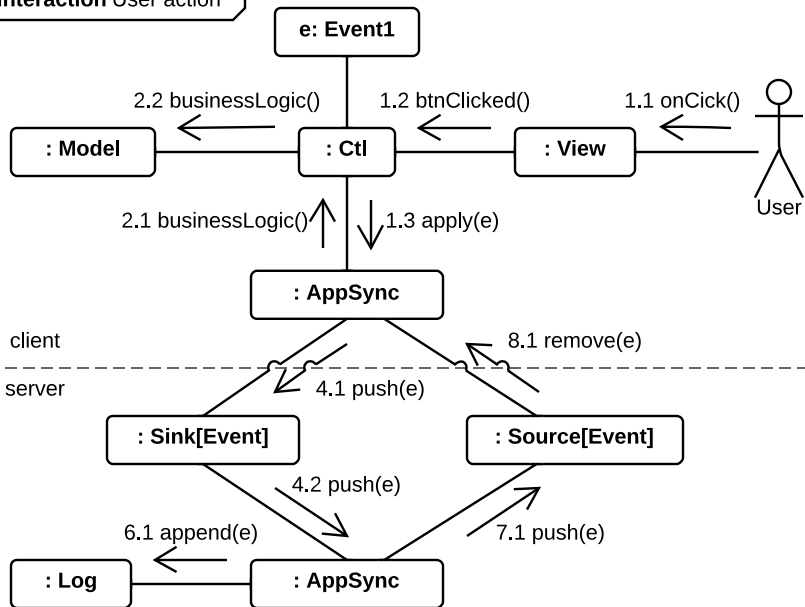 interaction User action
e: Event1
2.2 businessLogic()
1.2 btnClicked()
1.1 onCick()
: Model
: Ctl
: View
User
2.1 businessLogic()
1.3 apply(e)
: AppSync
client
8.1 remove(e)
server
4.1 push(e)
: Sink[Event]
: Source[Event]
4.2 push(e)
6.1 append(e)
7.1 push(e)
: Log
: AppSync